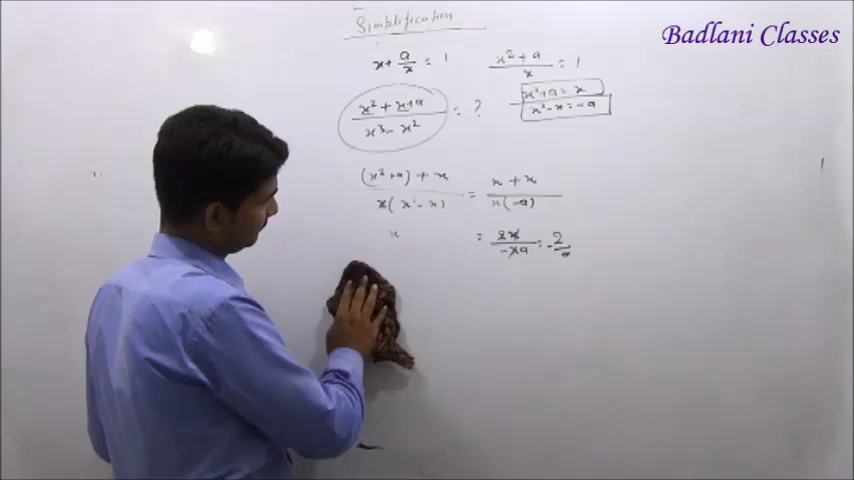 Badlani Classes
Simplification
x + a/x = 1
(x² + a)/x = 1
x² + a = x
x² - x = -a
(x² + x + a)/(x³ - x²) = ?
((x² + a) + x)/(x(x² - x)) = (x + x)/(x(-a))
x
= 2x/(-xa) = -2/a